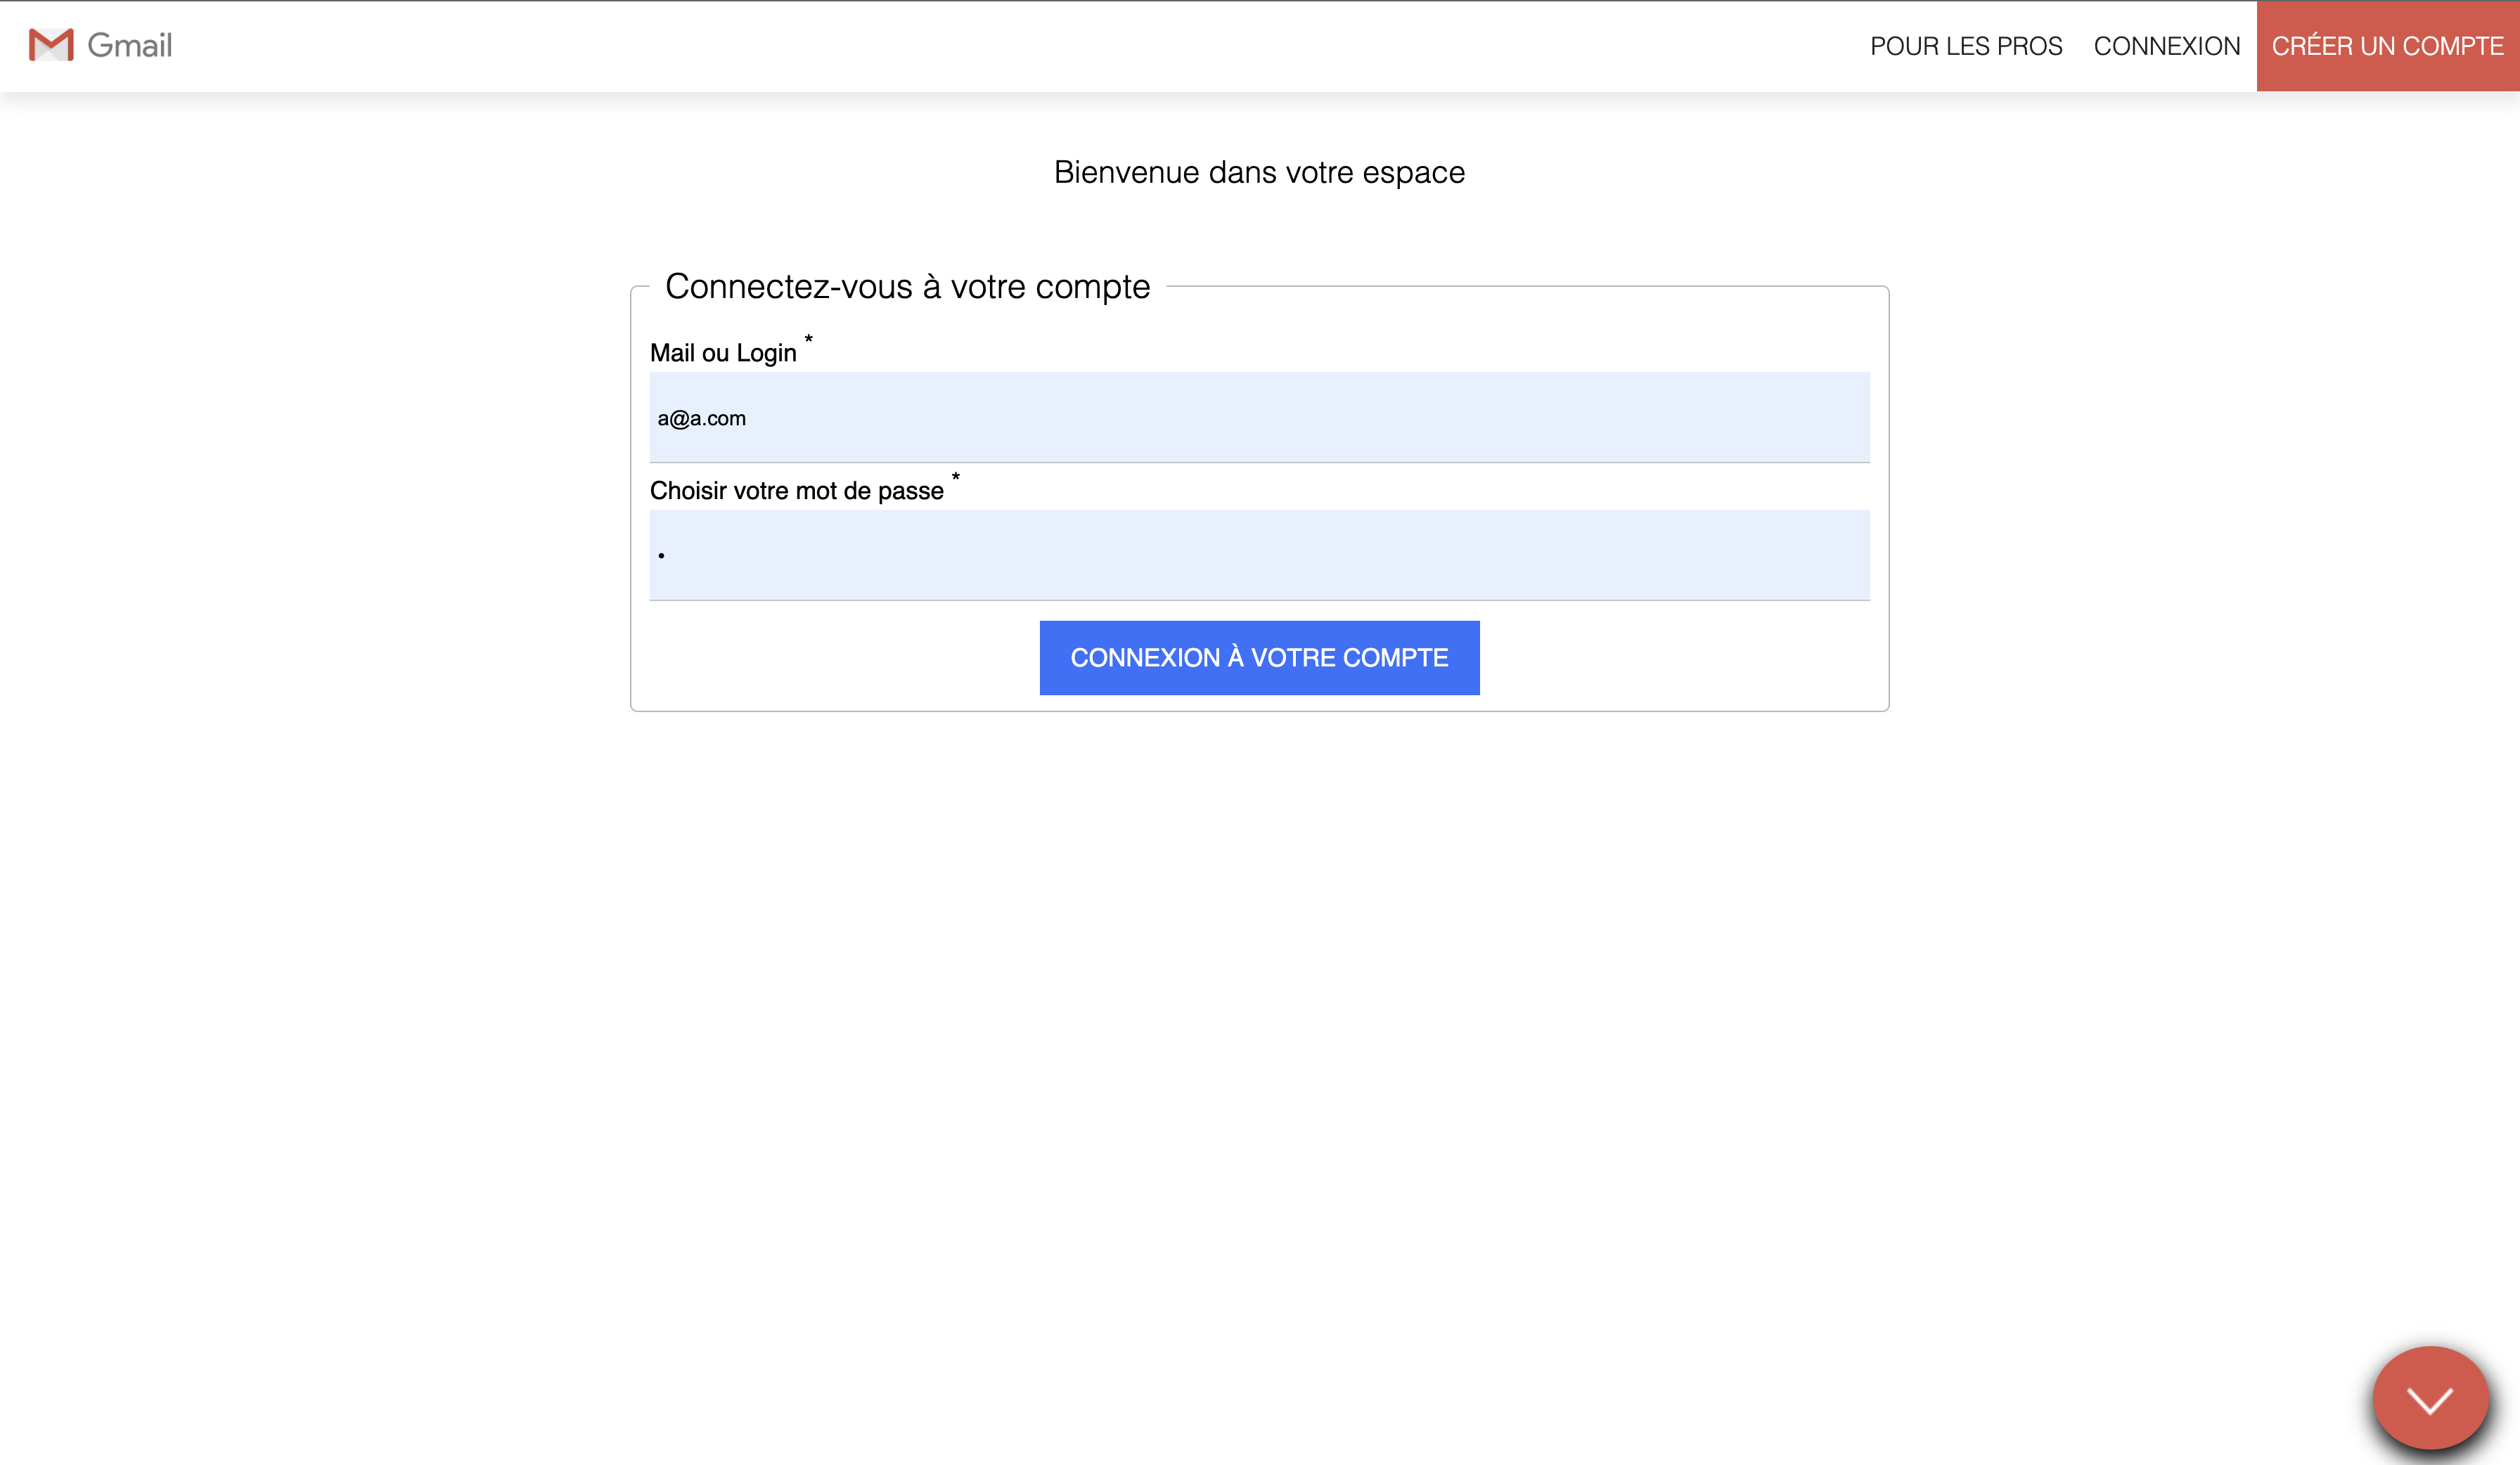 Gmail
POUR LES PROS
CONNEXION
CRÉER UN COMPTE
Bienvenue dans votre espace
Connectez-vous à votre compte
Mail ou Login *
a@a.com
Choisir votre mot de passe *
•
CONNEXION À VOTRE COMPTE